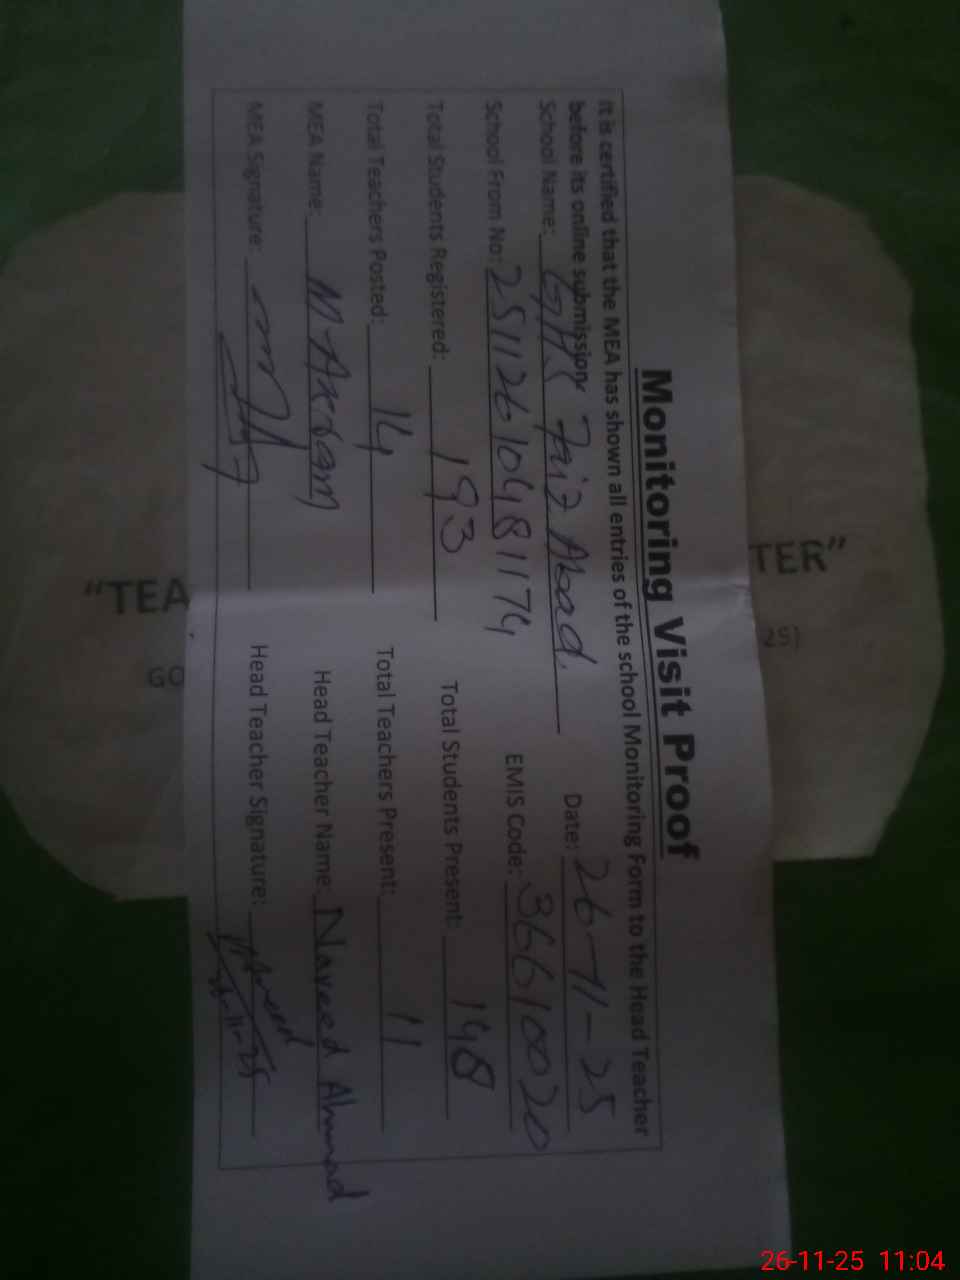 Monitoring Visit Proof
It is certified that the MEA has shown all entries of the school Monitoring Form to the Head Teacher
before its online submission.
School Name: GHS Faiz Abad. Date: 26-11-25
School From No: 2511261048117 EMIS Code: 36610020
Total Students Registered: 193 Total Students Present: 148
Total Teachers Posted: 14 Total Teachers Present: 11
MEA Name: M Akram Head Teacher Name: Naveed Ahmad
MEA Signature: Head Teacher Signature: Naveed
"TEA
TER"
GO
25)
26-11-25 11:04